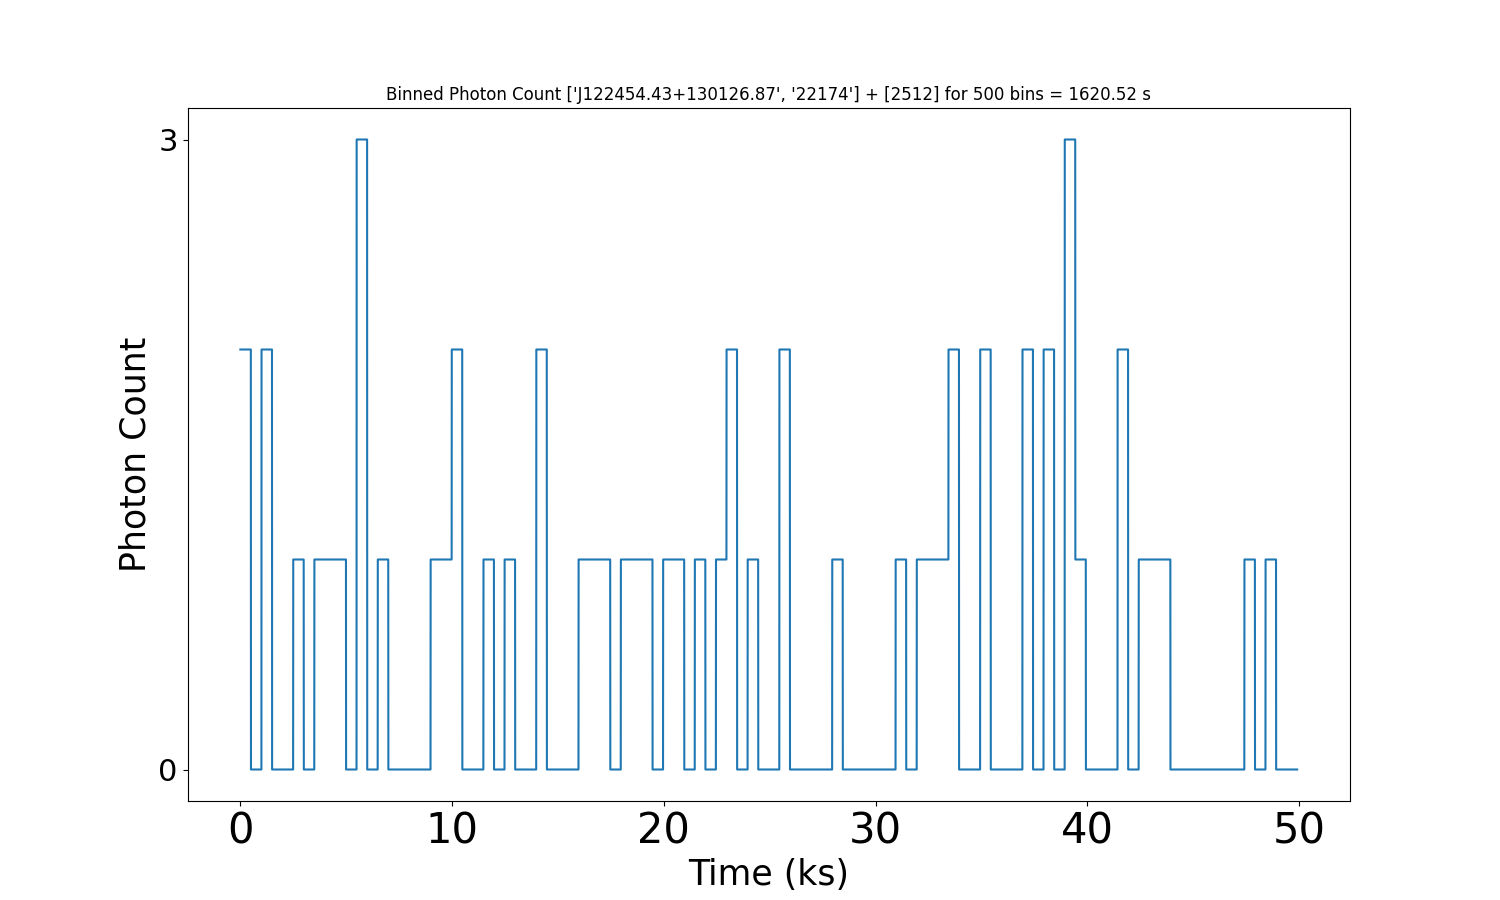 Binned Photon Count ['J122454.43+130126.87', '22174'] + [2512] for 500 bins = 1620.52 s
3
Photon Count
0
0 10 20 30 40 50
Time (ks)